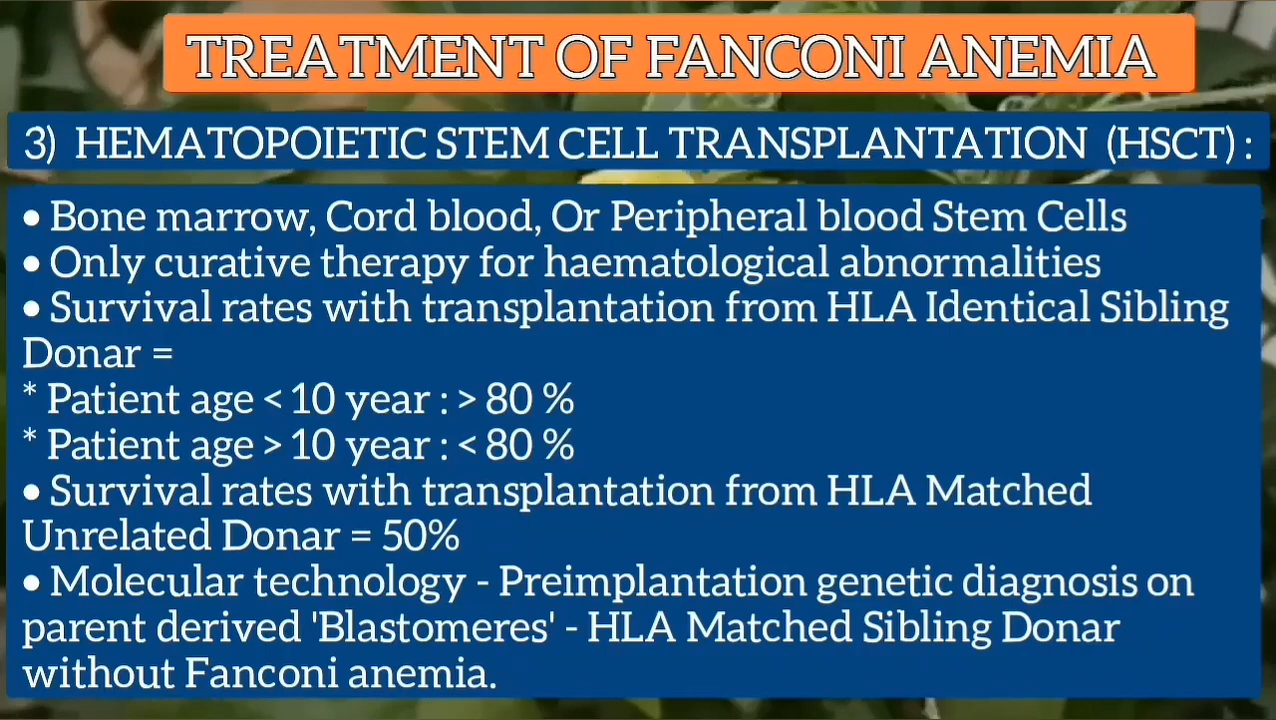 TREATMENT OF FANCONI ANEMIA
3) HEMATOPOIETIC STEM CELL TRANSPLANTATION (HSCT) :
• Bone marrow, Cord blood, Or Peripheral blood Stem Cells
• Only curative therapy for haematological abnormalities
• Survival rates with transplantation from HLA Identical Sibling
Donar =
* Patient age < 10 year : > 80 %
* Patient age > 10 year : < 80 %
• Survival rates with transplantation from HLA Matched
Unrelated Donar = 50%
• Molecular technology - Preimplantation genetic diagnosis on
parent derived 'Blastomeres' - HLA Matched Sibling Donar
without Fanconi anemia.